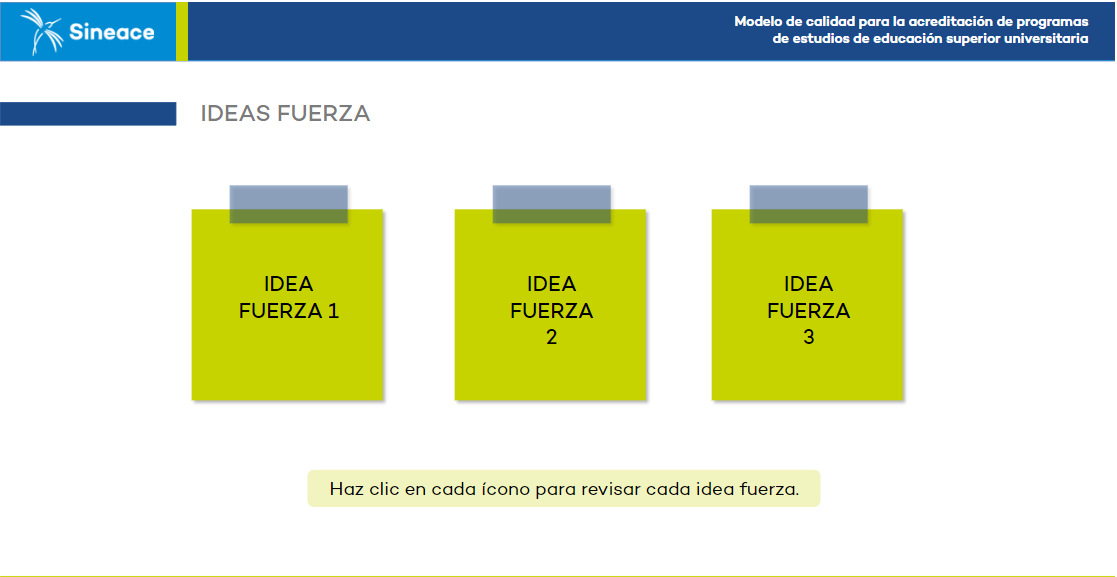 Sineace
Modelo de calidad para la acreditación de programas
de estudios de educación superior universitaria
IDEAS FUERZA
IDEA
FUERZA 1
IDEA
FUERZA
2
IDEA
FUERZA
3
Haz clic en cada ícono para revisar cada idea fuerza.